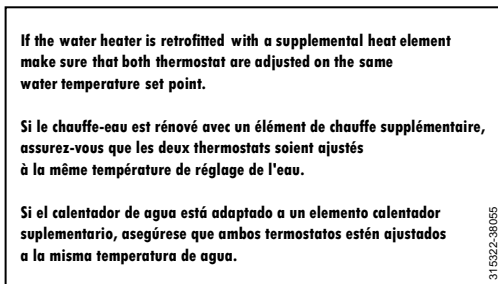 If the water heater is retrofitted with a supplemental heat element
make sure that both thermostat are adjusted on the same
water temperature set point.
Si le chauffe-eau est rénové avec un élément de chauffe supplémentaire,
assurez-vous que les deux thermostats soient ajustés
à la même température de réglage de l'eau.
Si el calentador de agua está adaptado a un elemento calentador
suplementario, asegúrese que ambos termostatos estén ajustados
a la misma temperatura de agua.
315322-38055